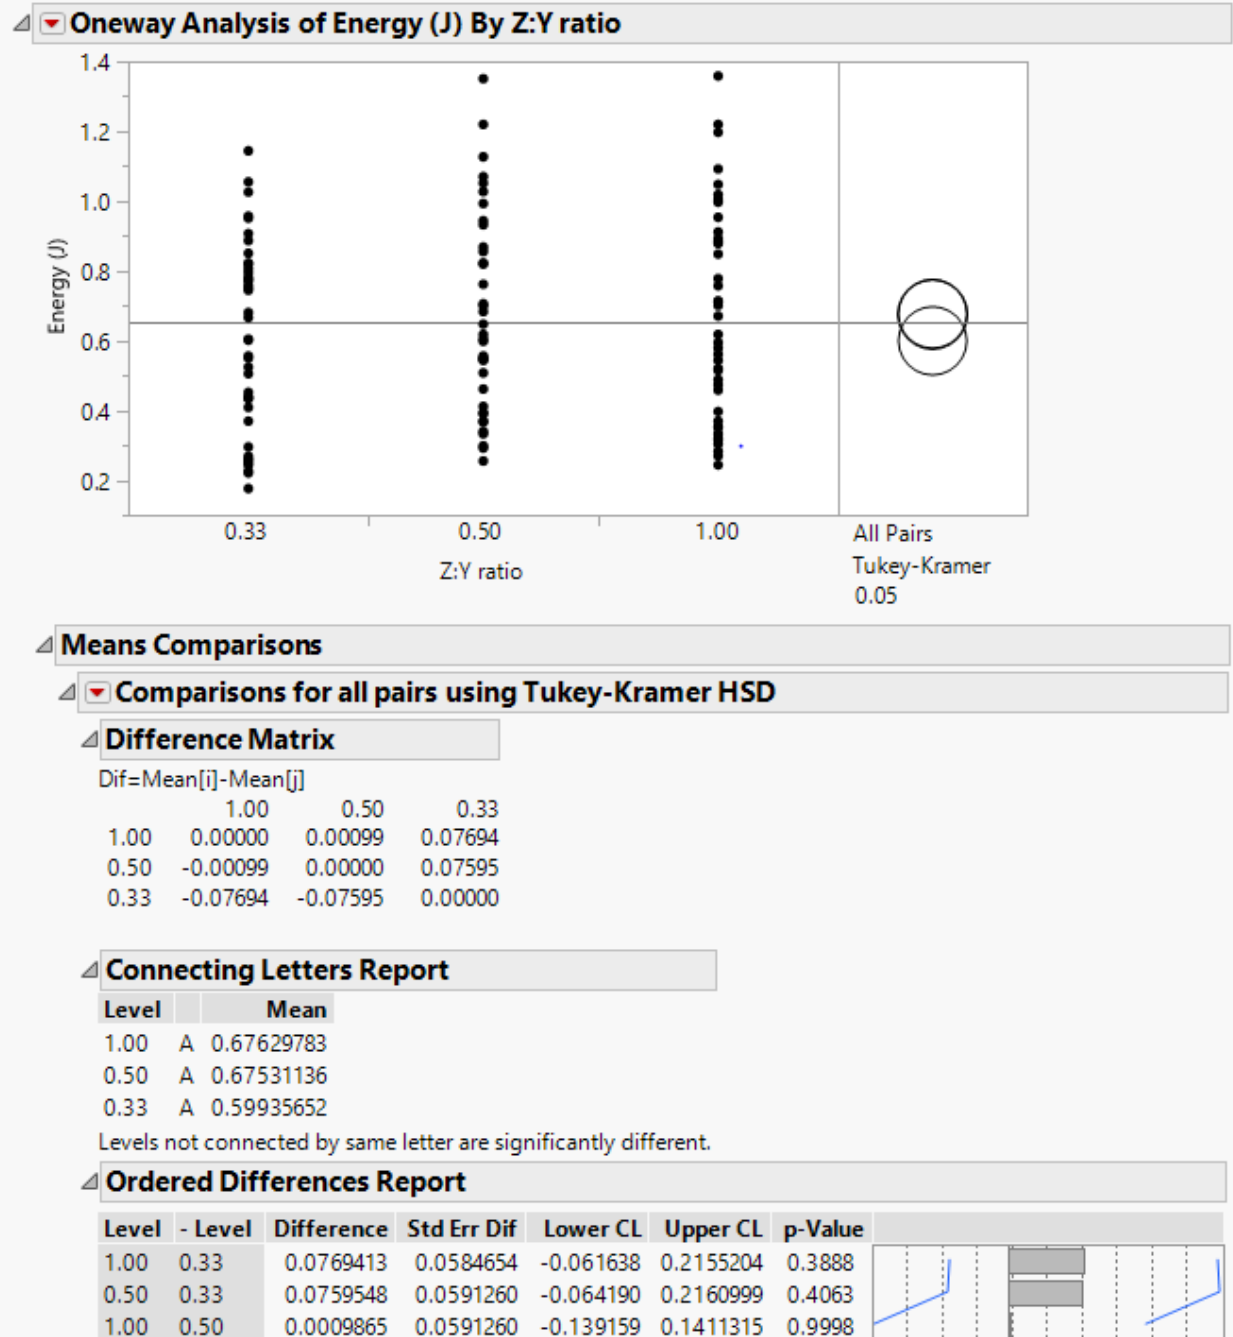 Oneway Analysis of Energy (J) By Z:Y ratio
1.4
1.2
1.0
0.8
0.6
0.4
0.2
Energy (J)
0.33 0.50 1.00
Z:Y ratio
All Pairs
Tukey-Kramer
0.05
Means Comparisons
Comparisons for all pairs using Tukey-Kramer HSD
Difference Matrix
Dif=Mean[i]-Mean[j]
1.00 0.50 0.33
1.00 0.00000 0.00099 0.07694
0.50 -0.00099 0.00000 0.07595
0.33 -0.07694 -0.07595 0.00000
Connecting Letters Report
Level Mean
1.00 A 0.67629783
0.50 A 0.67531136
0.33 A 0.59935652
Levels not connected by same letter are significantly different.
Ordered Differences Report
Level - Level Difference Std Err Dif Lower CL Upper CL p-Value
1.00 0.33 0.0769413 0.0584654 -0.061638 0.2155204 0.3888
0.50 0.33 0.0759548 0.0591260 -0.064190 0.2160999 0.4063
1.00 0.50 0.0009865 0.0591260 -0.139159 0.1411315 0.9998